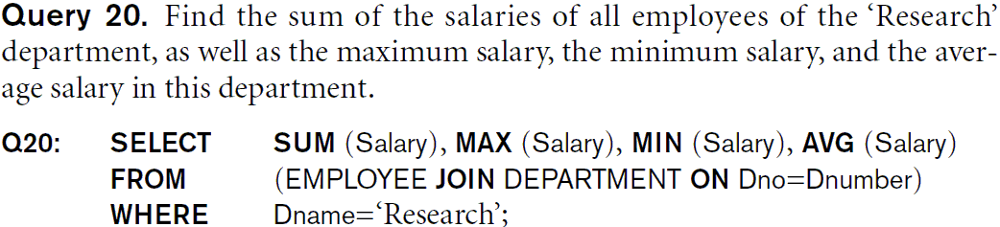 Query 20. Find the sum of the salaries of all employees of the ‘Research’
department, as well as the maximum salary, the minimum salary, and the aver-
age salary in this department.
Q20: SELECT SUM (Salary), MAX (Salary), MIN (Salary), AVG (Salary)
FROM (EMPLOYEE JOIN DEPARTMENT ON Dno=Dnumber)
WHERE Dname=‘Research’;